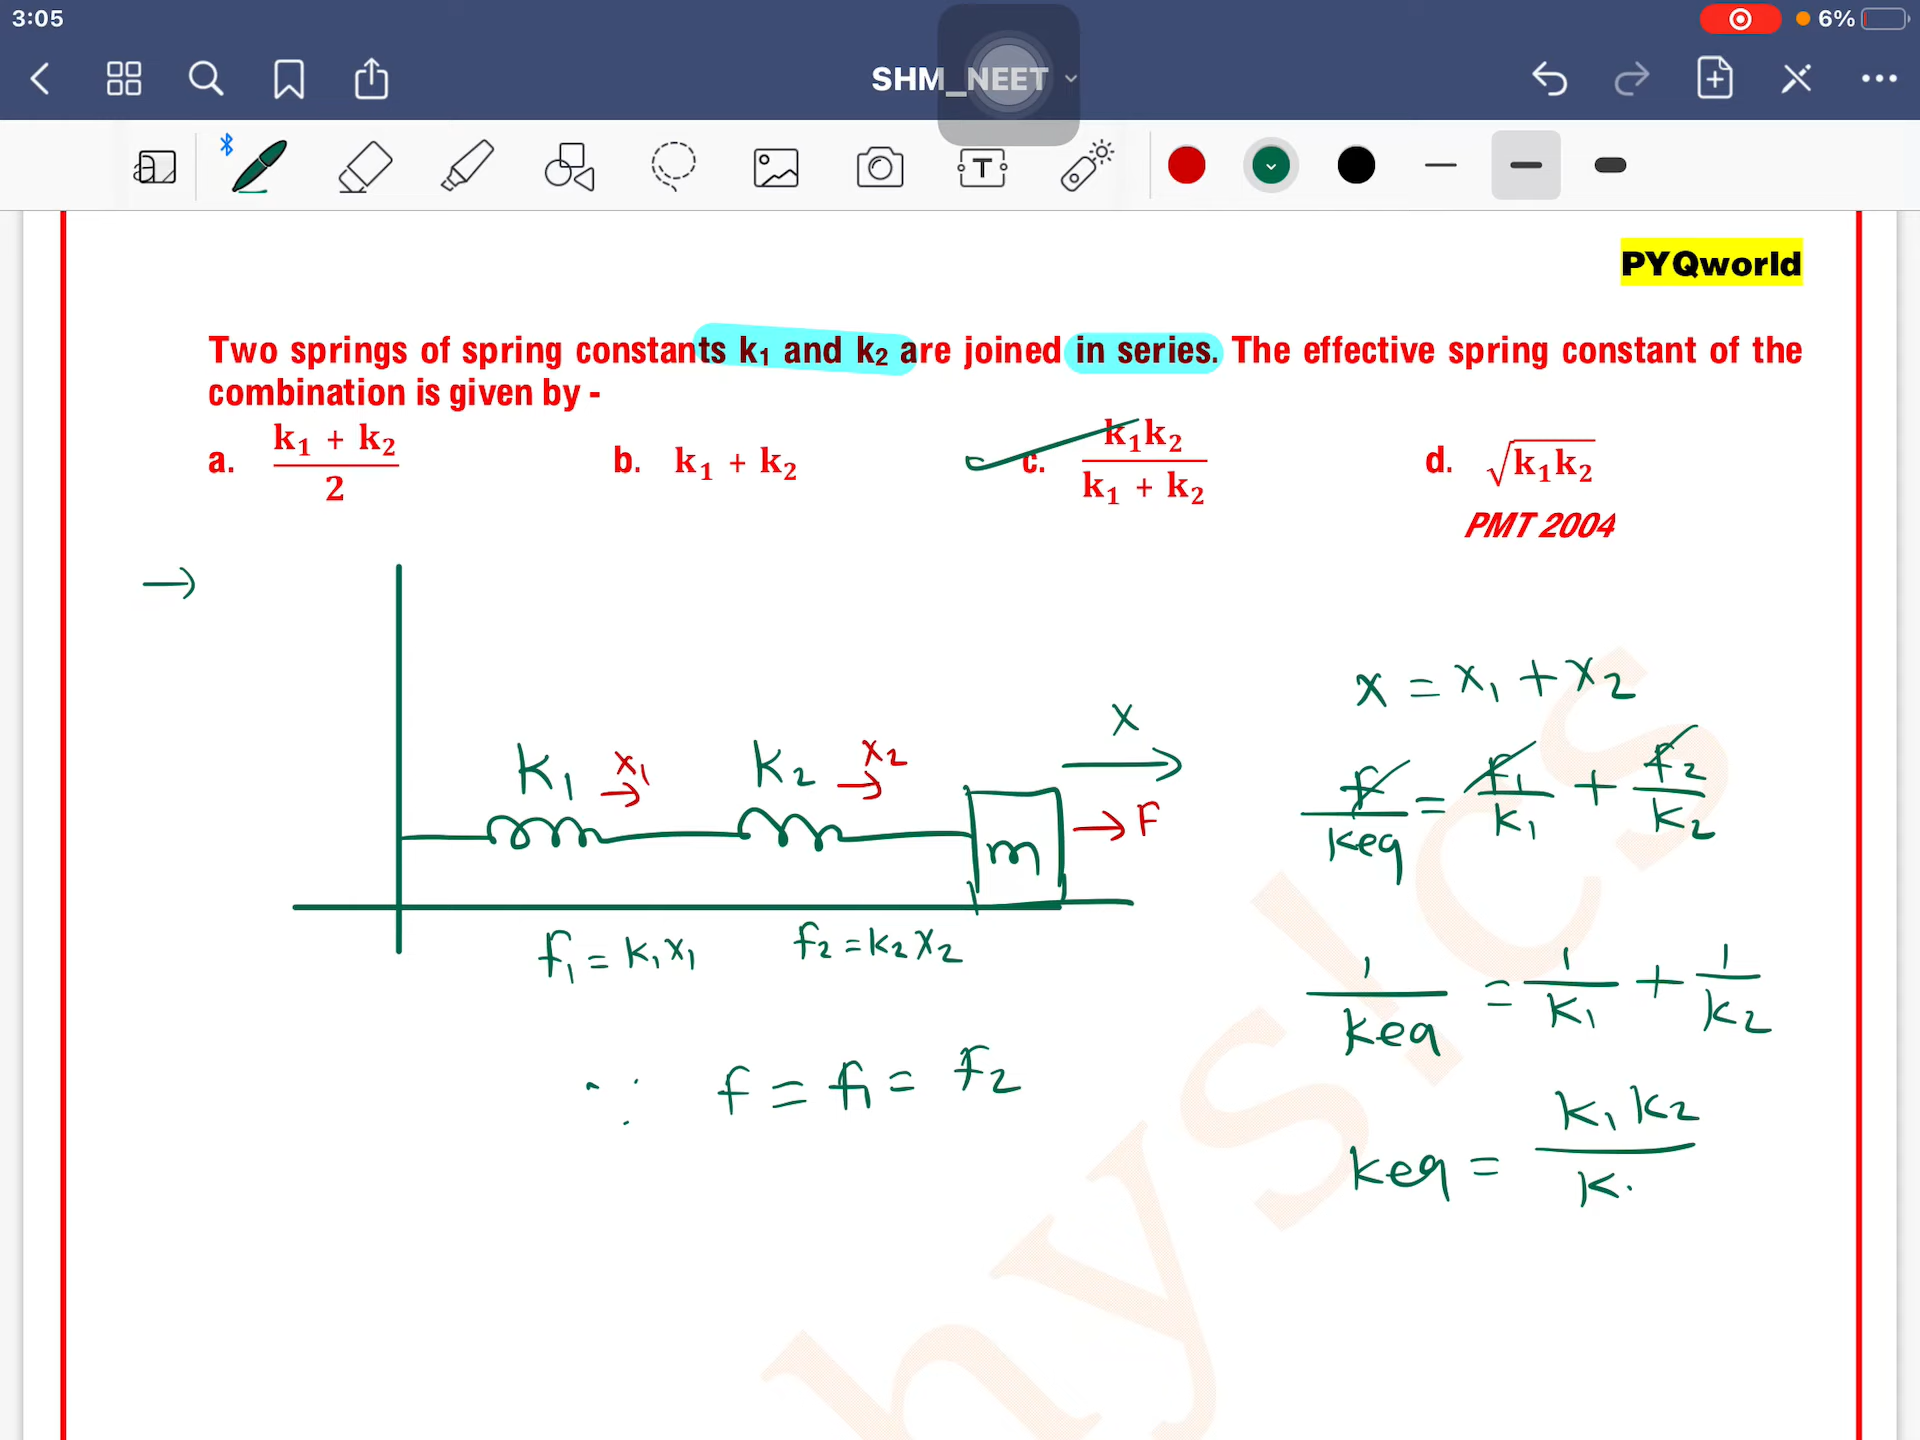 3:05
6%
SHM_NEET
PYQworld
Two springs of spring constants k₁ and k₂ are joined in series. The effective spring constant of the
combination is given by -
a. (k₁ + k₂)/2 b. k₁ + k₂ c. k₁k₂/(k₁ + k₂) d. √(k₁k₂)
PMT 2004
→
K₁ x₁ → K₂ x₂ → X →
m → F
f₁ = K₁x₁ f₂ = K₂x₂
∵ f = f₁ = f₂
x = x₁ + x₂
f/keq = f₁/K₁ + f₂/K₂
1/keq = 1/K₁ + 1/K₂
keq = K₁K₂/K.
hysics